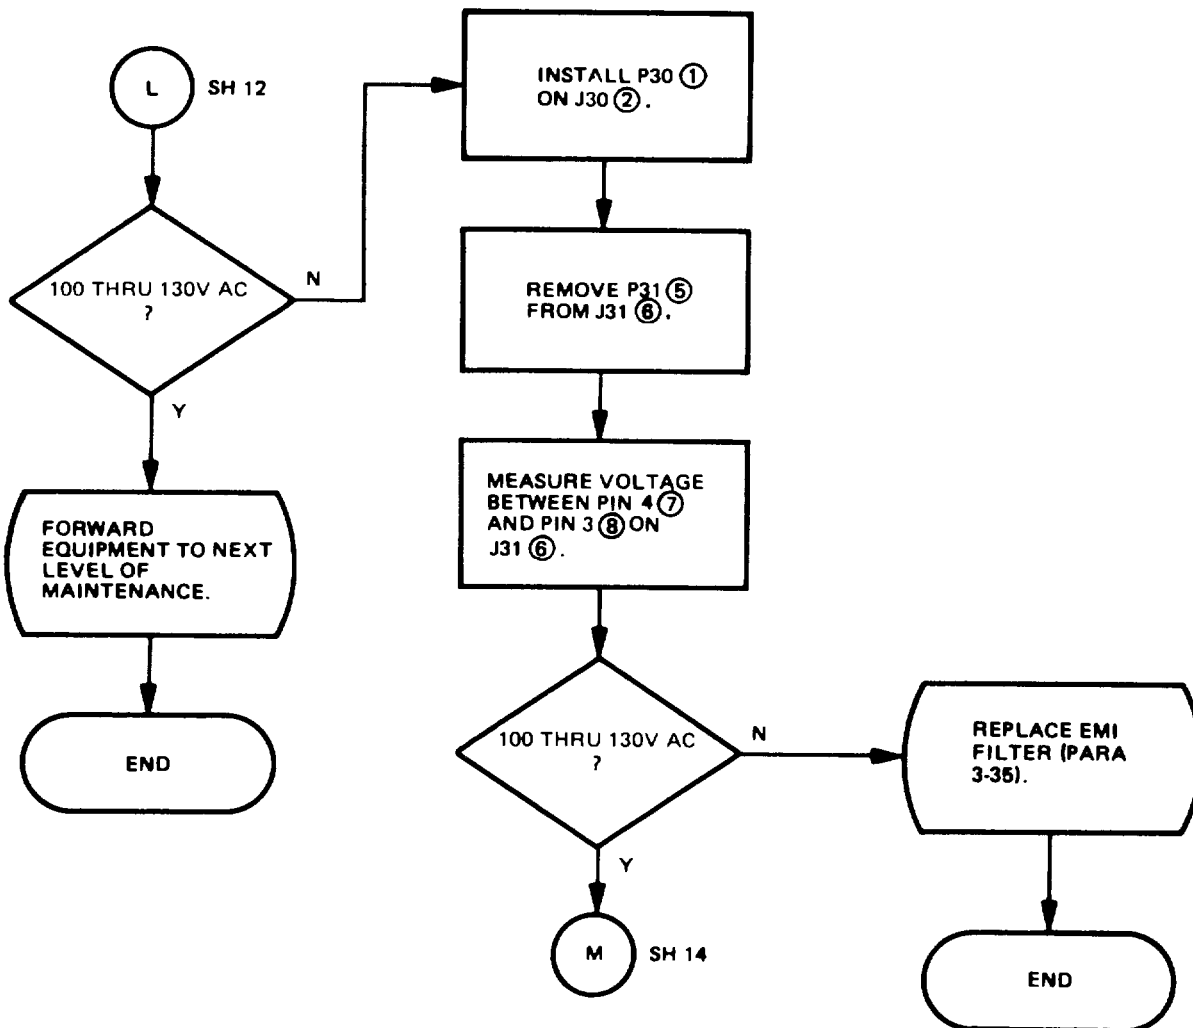 L
SH 12
100 THRU 130V AC
?
N
Y
FORWARD
EQUIPMENT TO NEXT
LEVEL OF
MAINTENANCE.
END
INSTALL P30 ①
ON J30 ②.
REMOVE P31 ⑤
FROM J31 ⑥.
MEASURE VOLTAGE
BETWEEN PIN 4 ⑦
AND PIN 3 ⑧ ON
J31 ⑥.
100 THRU 130V AC
?
N
Y
M
SH 14
REPLACE EMI
FILTER (PARA
3-35).
END